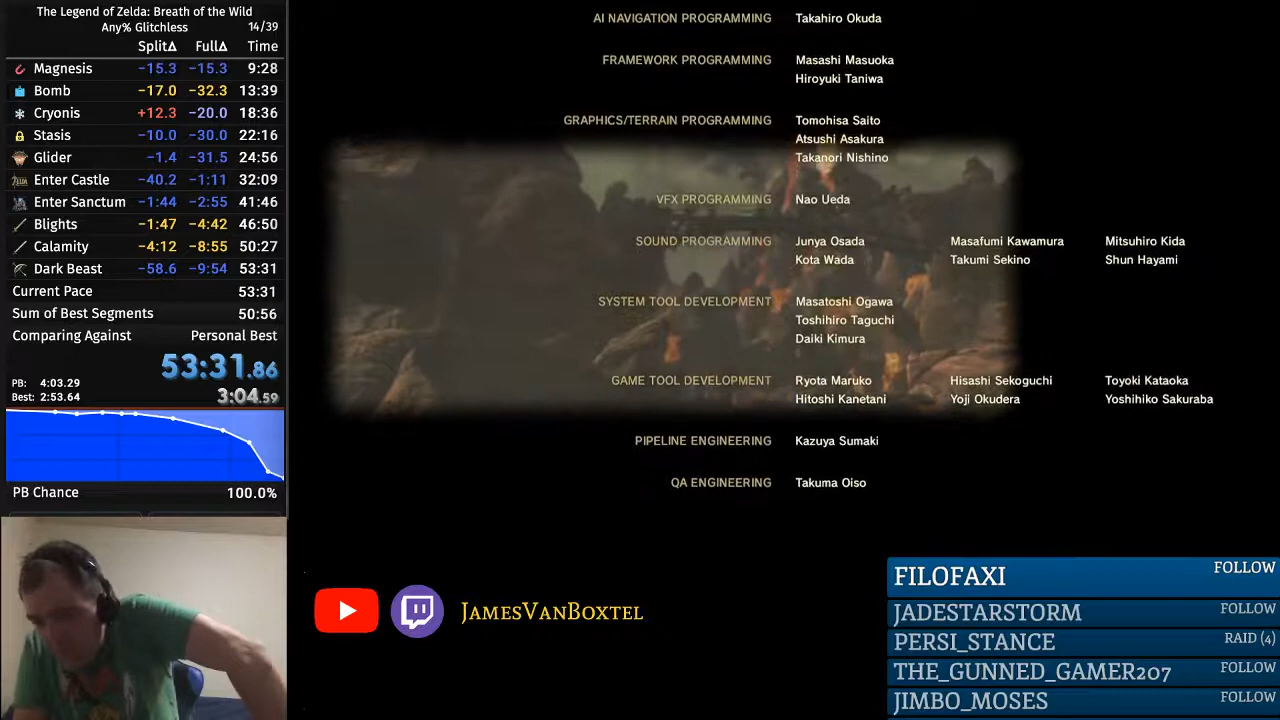 The Legend of Zelda: Breath of the Wild
Any% Glitchless 14/39
SplitΔ FullΔ Time
Magnesis −15.3 −15.3 9:28
Bomb −17.0 −32.3 13:39
Cryonis +12.3 −20.0 18:36
Stasis −10.0 −30.0 22:16
Glider −1.4 −31.5 24:56
Enter Castle −40.2 −1:11 32:09
Enter Sanctum −1:44 −2:55 41:46
Blights −1:47 −4:42 46:50
Calamity −4:12 −8:55 50:27
Dark Beast −58.6 −9:54 53:31
Current Pace 53:31
Sum of Best Segments 50:56
Comparing Against Personal Best
53:31.86
PB: 4:03.29
Best: 2:53.64
3:04.59
PB Chance 100.0%
AI NAVIGATION PROGRAMMING Takahiro Okuda
FRAMEWORK PROGRAMMING Masashi Masuoka
Hiroyuki Taniwa
GRAPHICS/TERRAIN PROGRAMMING Tomohisa Saito
Atsushi Asakura
Takanori Nishino
VFX PROGRAMMING Nao Ueda
SOUND PROGRAMMING Junya Osada Masafumi Kawamura Mitsuhiro Kida
Kota Wada Takumi Sekino Shun Hayami
SYSTEM TOOL DEVELOPMENT Masatoshi Ogawa
Toshihiro Taguchi
Daiki Kimura
GAME TOOL DEVELOPMENT Ryota Maruko Hisashi Sekoguchi Toyoki Kataoka
Hitoshi Kanetani Yoji Okudera Yoshihiko Sakuraba
PIPELINE ENGINEERING Kazuya Sumaki
QA ENGINEERING Takuma Oiso
JamesVanBoxtel
FILOFAXI FOLLOW
JADESTARSTORM FOLLOW
PERSI_STANCE RAID (4)
THE_GUNNED_GAMER207 FOLLOW
JIMBO_MOSES FOLLOW